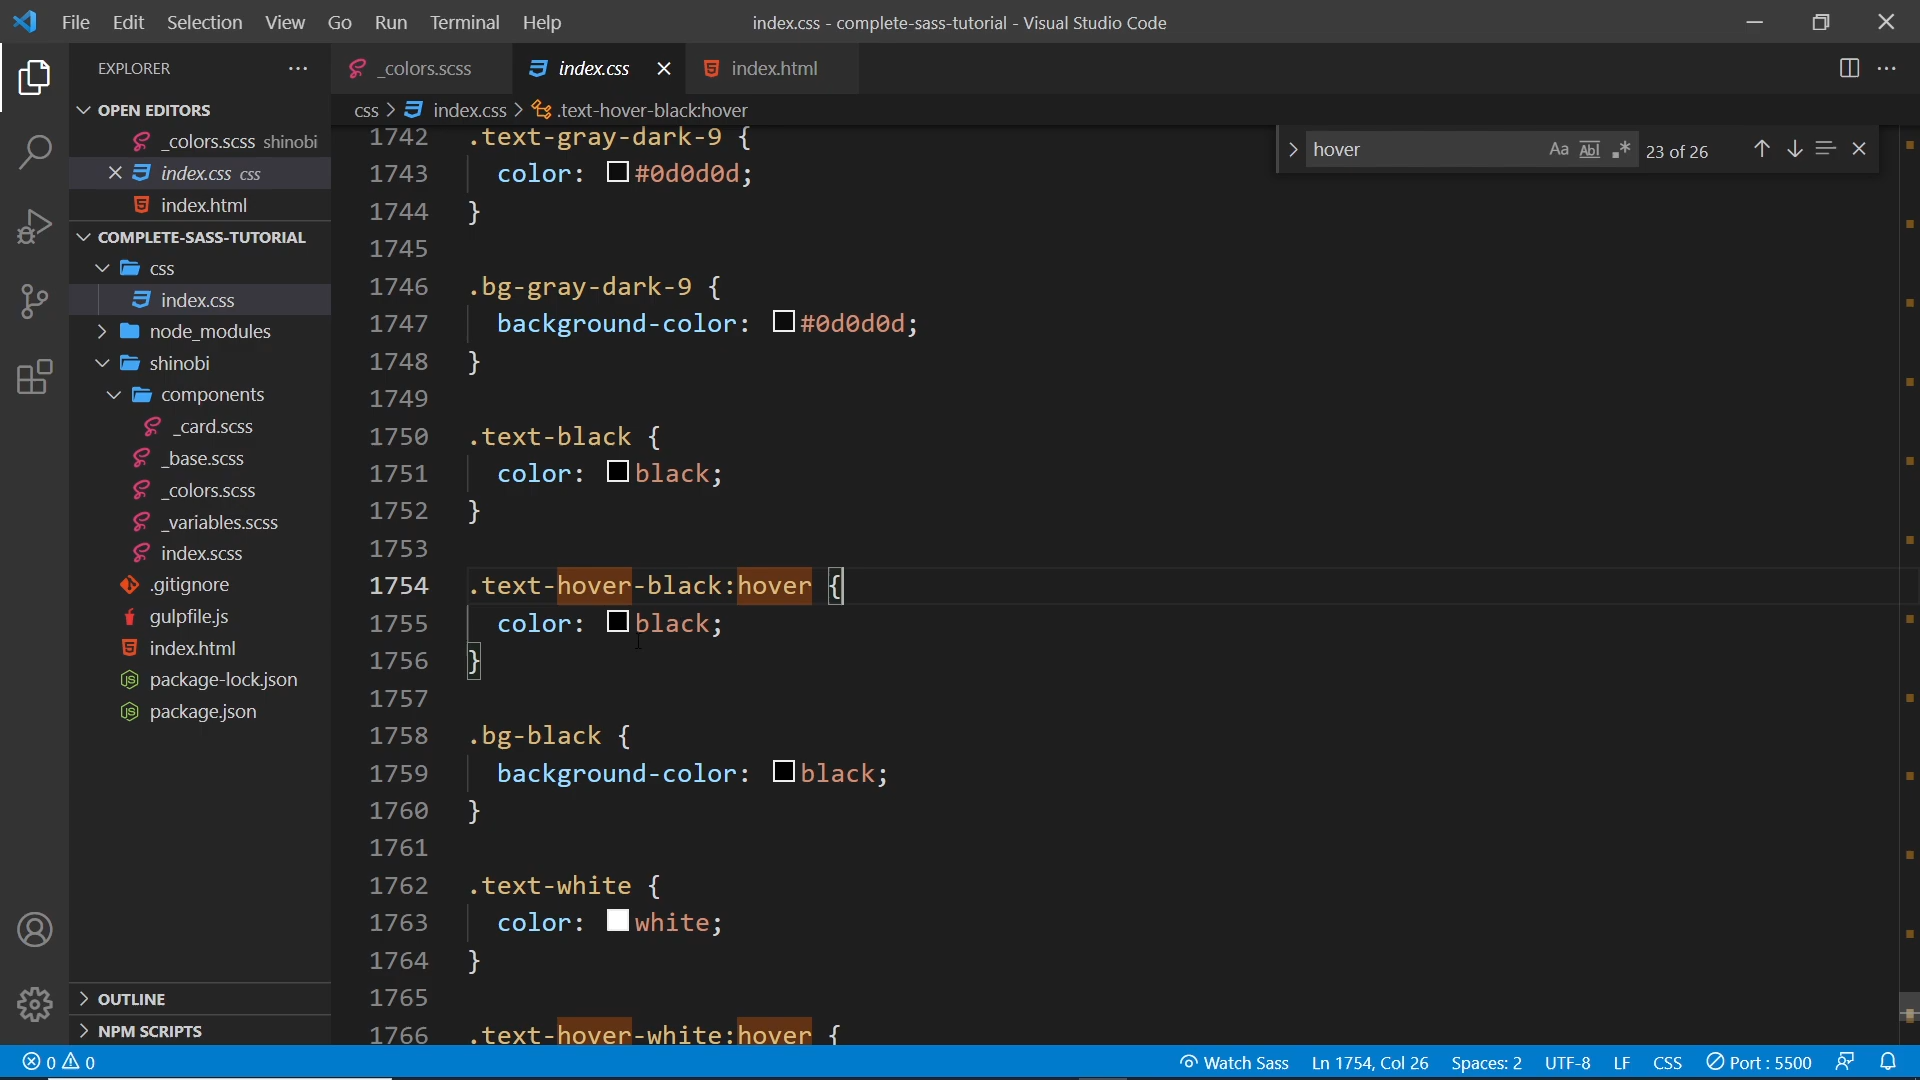 File Edit Selection View Go Run Terminal Help
index.css - complete-sass-tutorial - Visual Studio Code
EXPLORER
_colors.scss
index.css
index.html
OPEN EDITORS
_colors.scss shinobi
index.css css
index.html
COMPLETE-SASS-TUTORIAL
css
index.css
node_modules
shinobi
components
_card.scss
_base.scss
_colors.scss
_variables.scss
index.scss
.gitignore
gulpfile.js
index.html
package-lock.json
package.json
OUTLINE
NPM SCRIPTS
css > index.css > .text-hover-black:hover
hover Aa Abl .* 23 of 26
1742 .text-gray-dark-9 {
1743 color: #0d0d0d;
1744 }
1745
1746 .bg-gray-dark-9 {
1747 background-color: #0d0d0d;
1748 }
1749
1750 .text-black {
1751 color: black;
1752 }
1753
1754 .text-hover-black:hover {
1755 color: black;
1756 }
1757
1758 .bg-black {
1759 background-color: black;
1760 }
1761
1762 .text-white {
1763 color: white;
1764 }
1765
1766 .text-hover-white:hover {
0 0 Watch Sass Ln 1754, Col 26 Spaces: 2 UTF-8 LF CSS Port : 5500